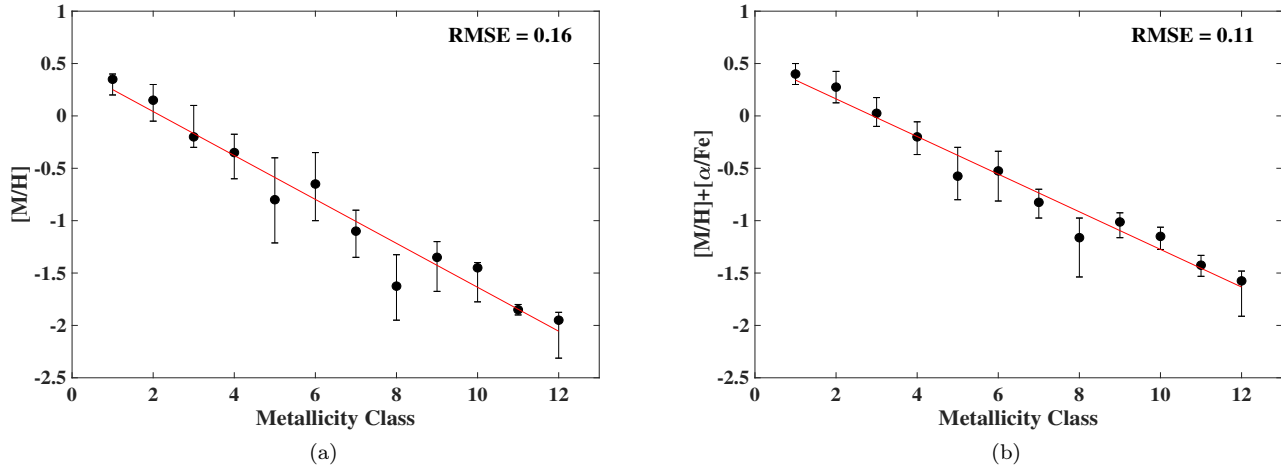 RMSE = 0.16
1
0.5
0
-0.5
-1
-1.5
-2
-2.5
[M/H]
0 2 4 6 8 10 12
Metallicity Class
(a)
RMSE = 0.11
1
0.5
0
-0.5
-1
-1.5
-2
-2.5
[M/H]+[α/Fe]
0 2 4 6 8 10 12
Metallicity Class
(b)